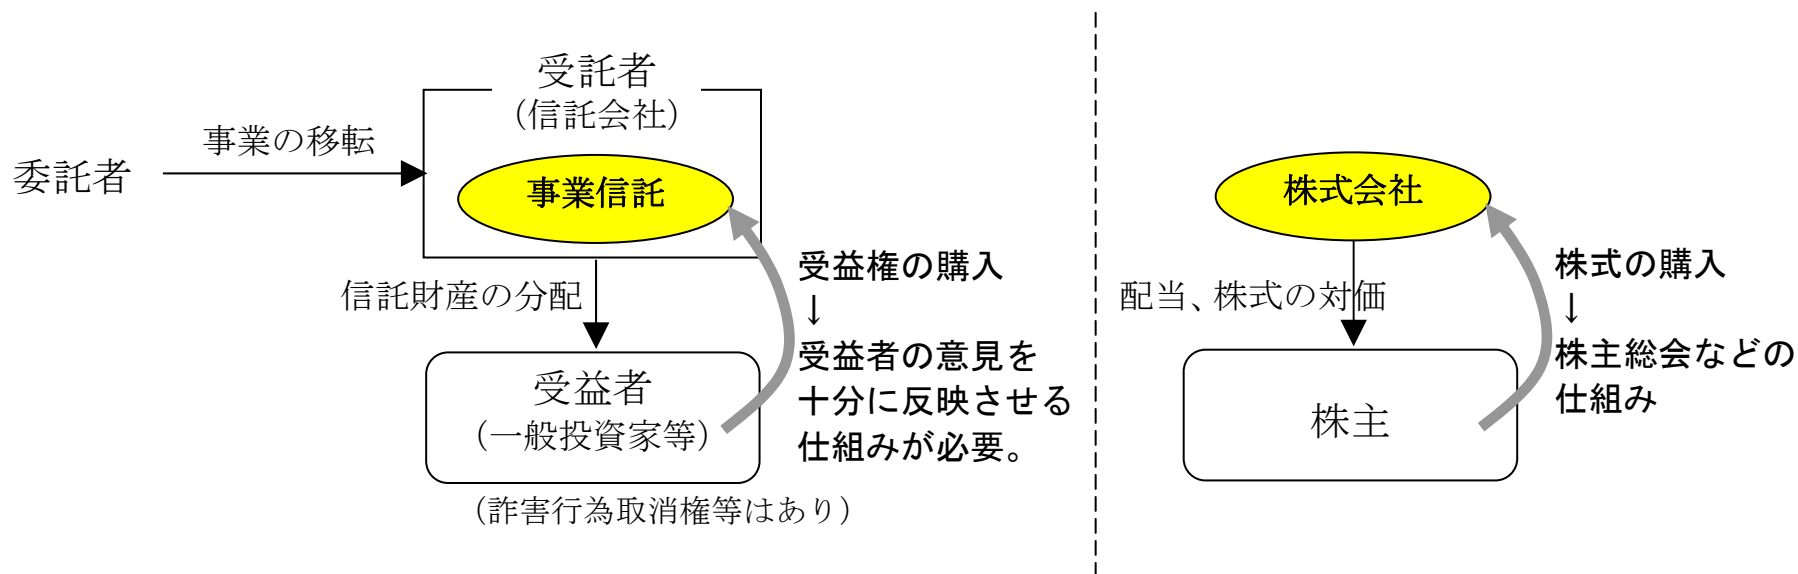 受託者
(信託会社)
事業の移転
委託者
事業信託
信託財産の分配
受益権の購入
↓
受益者の意見を
十分に反映させる
仕組みが必要。
受益者
(一般投資家等)
(詐害行為取消権等はあり)
株式会社
配当、株式の対価
株式の購入
↓
株主総会などの
仕組み
株主